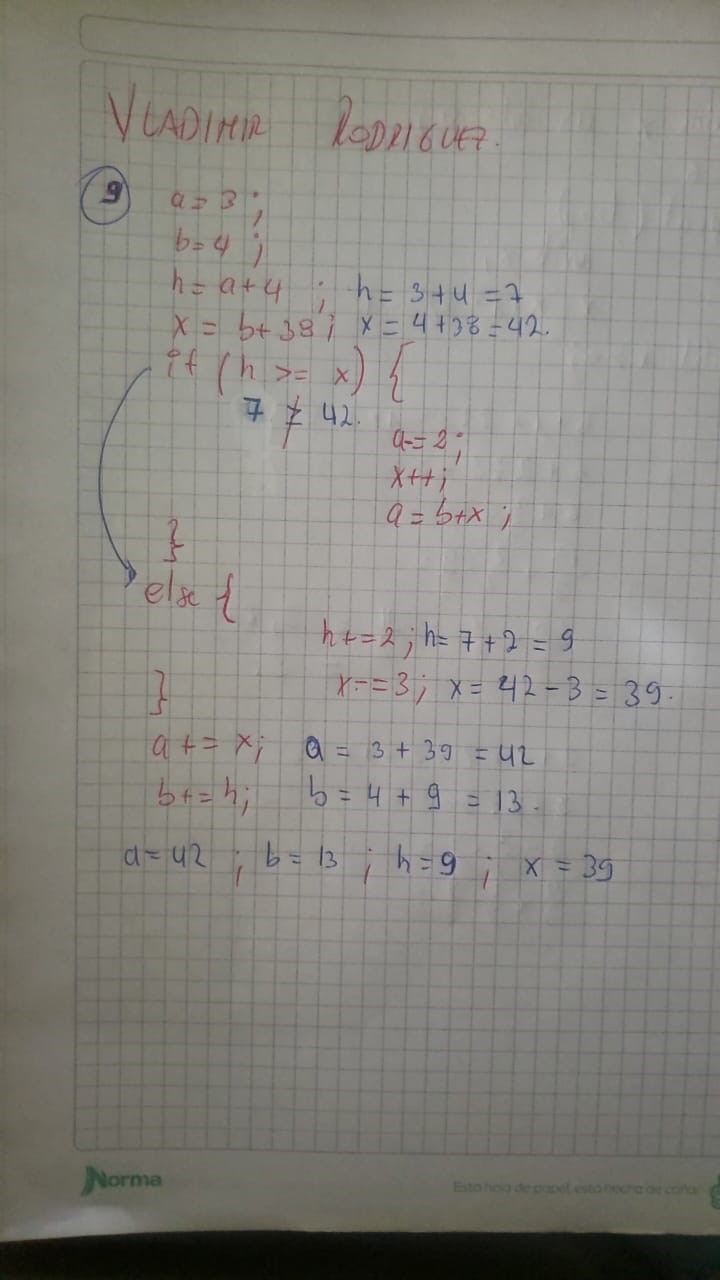 VLADIMIR RODRIGUEZ.
9 a = 3 ;
b = 4 ;
h = a + 4 ; h = 3 + 4 = 7
x = b + 38 ; x = 4 + 38 = 42.
if (h >= x) {
7 ≱ 42.
a-= 2 ;
x++ ;
a = b+x ;
}
else {
h+= 2 ; h= 7 + 2 = 9
x-= 3 ; x = 42 - 3 = 39.
}
a += x; a = 3 + 39 = 42
b+= h; b = 4 + 9 = 13.
a = 42 ; b = 13 ; h = 9 ; x = 39
Norma Esta hoja de papel, está hecha de caña